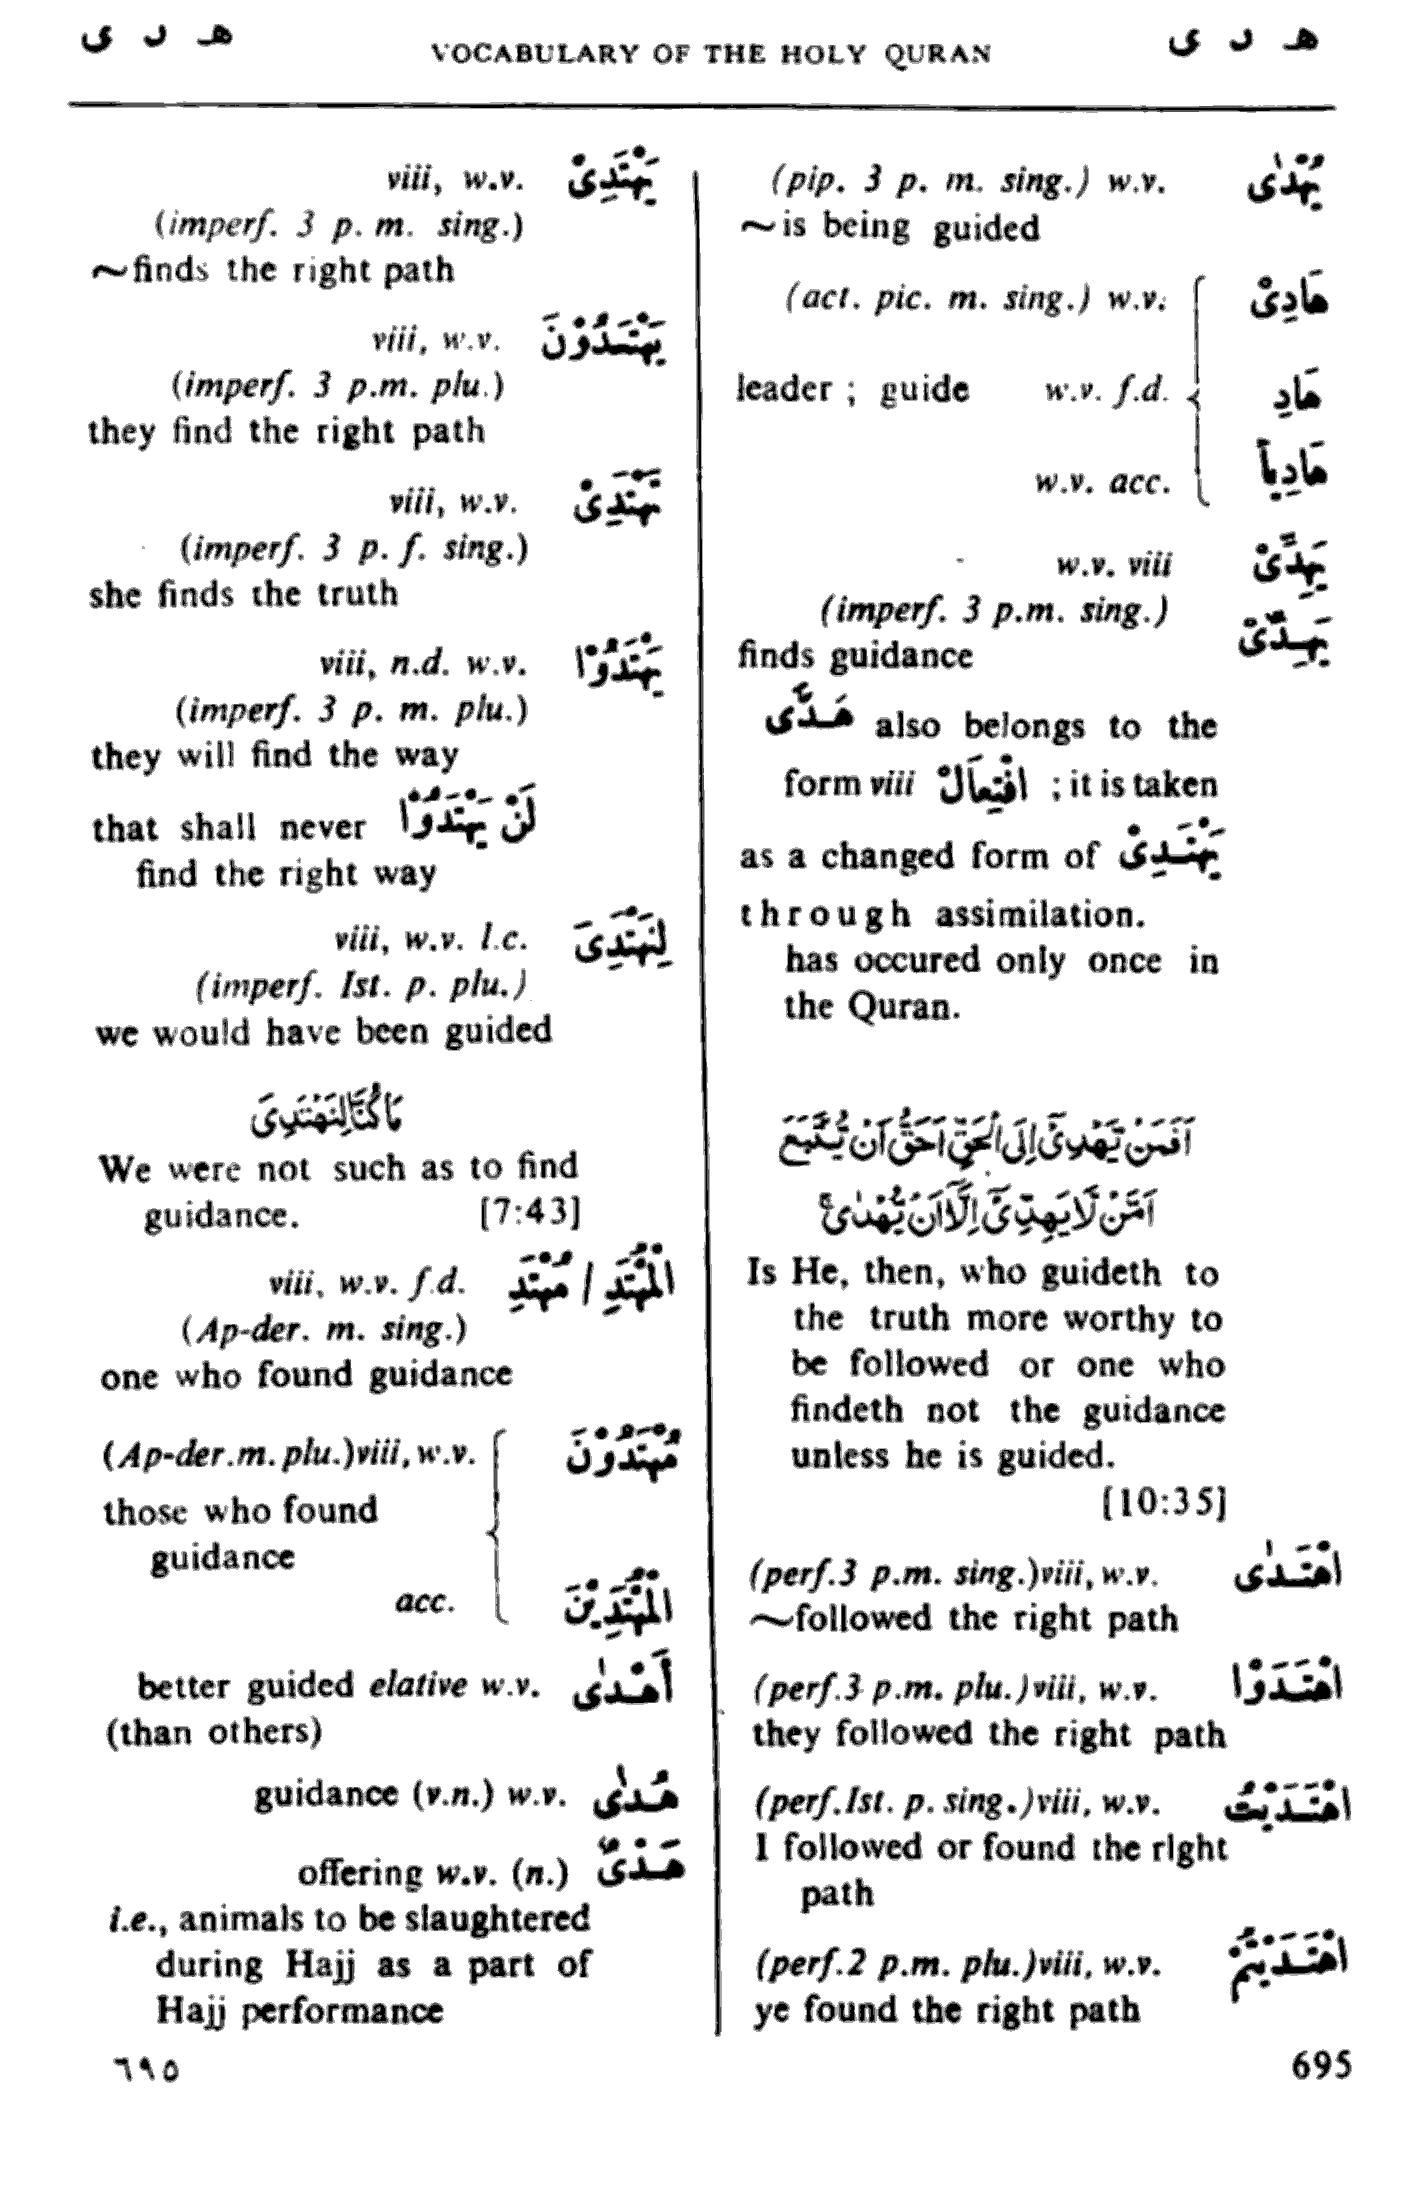 ھ د ی
VOCABULARY OF THE HOLY QURAN
ھ د ی
(pip. 3 p. m. sing.) w.v. يُهْدٰى
~is being guided
(act. pic. m. sing.) w.v. هَادِىْ
leader ; guide w.v. f.d. هَادِ
w.v. acc. هَادِياً
w.v. viii يَهِدِّىْ
(imperf. 3 p.m. sing.) يَهِدِّىْ
finds guidance
هَدّٰى also belongs to the
form viii افْتِعَالْ ; it is taken
as a changed form of يَهْتَدِىْ
through assimilation.
has occured only once in
the Quran.
اَفَمَنْ يَّهْدِىْٓ اِلَى الْحَقِّ اَحَقُّ اَنْ يُّتَّبَعَ
اَمَّنْ لَّا يَهِدِّىْٓ اِلَّآ اَنْ يُّهْدٰىۚ
Is He, then, who guideth to
the truth more worthy to
be followed or one who
findeth not the guidance
unless he is guided.
[10:35]
(perf.3 p.m. sing.)viii, w.v. اهْتَدٰى
~followed the right path
(perf.3 p.m. plu.)viii, w.v. اهْتَدَوْا
they followed the right path
(perf.Ist. p. sing.)viii, w.v. اهْتَدَيْتُ
I followed or found the right
path
(perf.2 p.m. plu.)viii, w.v. اهْتَدَيْتُمْ
ye found the right path
viii, w.v. يَهْتَدِىْ
(imperf. 3 p. m. sing.)
~finds the right path
viii, w.v. يَهْتَدُوْنَ
(imperf. 3 p.m. plu.)
they find the right path
viii, w.v. تَهْتَدِىْ
(imperf. 3 p. f. sing.)
she finds the truth
viii, n.d. w.v. يَهْتَدُوْا
(imperf. 3 p. m. plu.)
they will find the way
that shall never لَنْ يَهْتَدُوْا
find the right way
viii, w.v. l.c. لِنَهْتَدِىَ
(imperf. Ist. p. plu.)
we would have been guided
مَا كُنَّا لِنَهْتَدِىَ
We were not such as to find
guidance. [7:43]
viii, w.v. f.d. الْمُهْتَدِ / مُهْتَدِ
(Ap-der. m. sing.)
one who found guidance
(Ap-der.m. plu.)viii, w.v. مُهْتَدُوْنَ
those who found
guidance
acc. الْمُهْتَدِيْنَ
better guided elative w.v. أَهْدٰى
(than others)
guidance (v.n.) w.v. هُدٰى
offering w.v. (n.) هَدْىٌ
i.e., animals to be slaughtered
during Hajj as a part of
Hajj performance
٦٩٥
695